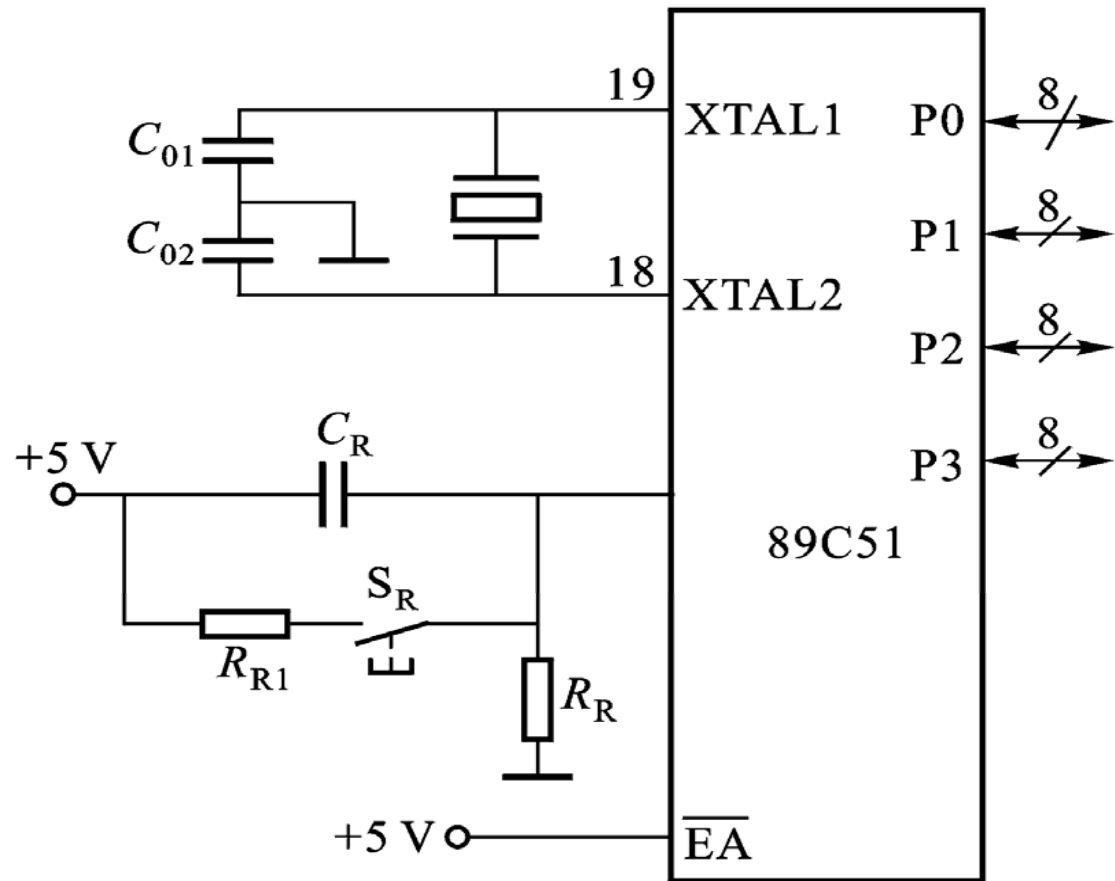 19
XTAL1
P0
8
C01
P1
8
C02
18
XTAL2
P2
8
CR
+5 V
P3
8
89C51
SR
RR1
RR
+5 V
E̅A̅